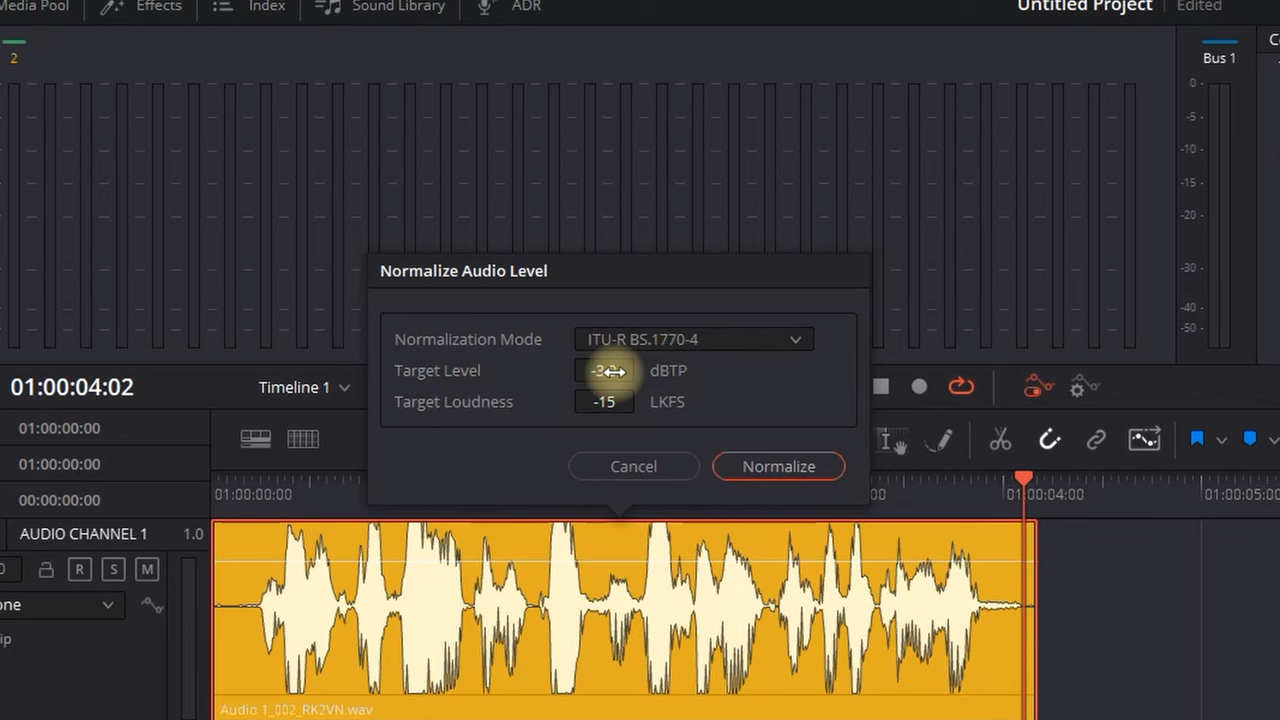 Media Pool Effects Index Sound Library ADR Untitled Project Edited
2
Bus 1
0
-5
-10
-15
-20
-30
-40
-50
Normalize Audio Level
Normalization Mode ITU-R BS.1770-4
Target Level dBTP
Target Loudness -15 LKFS
Cancel Normalize
01:00:04:02 Timeline 1
01:00:00:00
01:00:00:00
00:00:00:00
01:00:00:00 01:00:04:00 01:00:05:00
AUDIO CHANNEL 1 1.0
R S M
Audio 1_002_RK2VN.wav